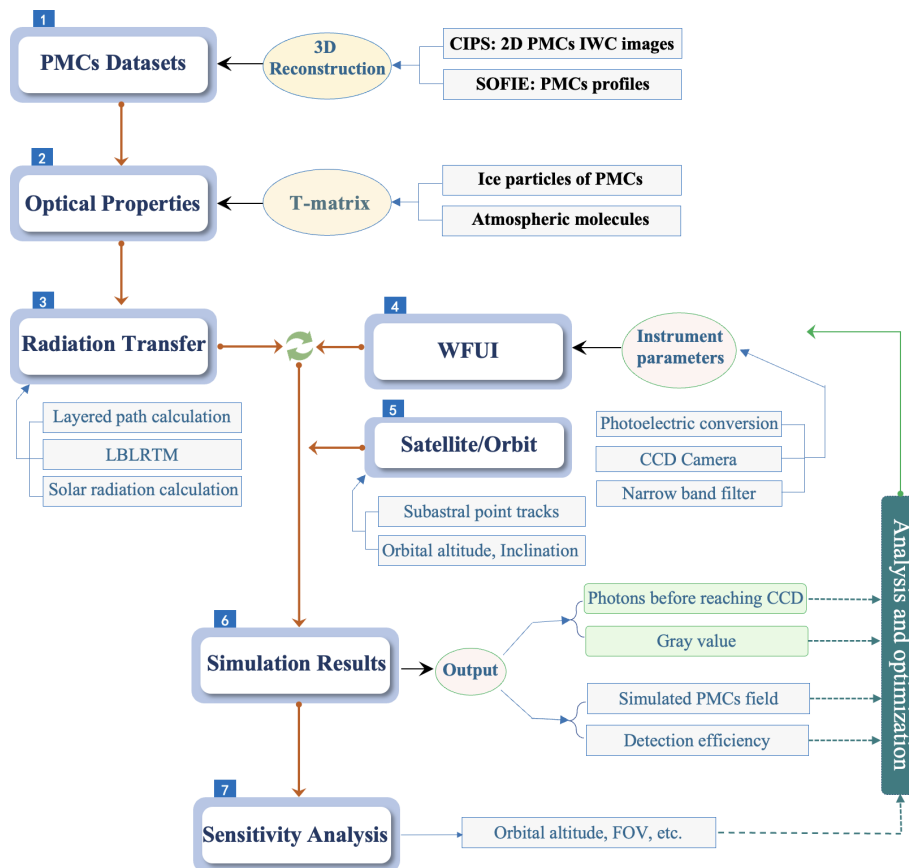 1
PMCs Datasets
3D
Reconstruction
CIPS: 2D PMCs IWC images
SOFIE: PMCs profiles
2
Optical Properties
T-matrix
Ice particles of PMCs
Atmospheric molecules
3
Radiation Transfer
Layered path calculation
LBLRTM
Solar radiation calculation
4
WFUI
Instrument
parameters
Photoelectric conversion
CCD Camera
Narrow band filter
5
Satellite/Orbit
Subastral point tracks
Orbital altitude, Inclination
6
Simulation Results
Output
Photons before reaching CCD
Gray value
Simulated PMCs field
Detection efficiency
Analysis and optimization
7
Sensitivity Analysis
Orbital altitude, FOV, etc.